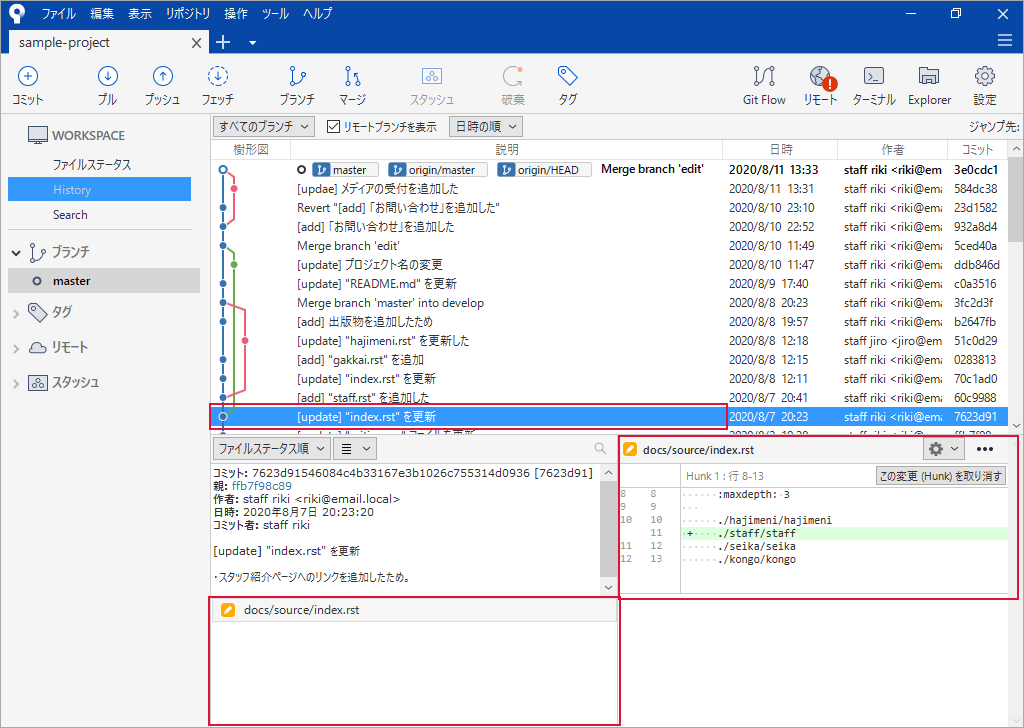 ファイル 編集 表示 リポジトリ 操作 ツール ヘルプ
sample-project
コミット プル プッシュ フェッチ ブランチ マージ スタッシュ 破棄 タグ Git Flow リモート ターミナル Explorer 設定
WORKSPACE
ファイルステータス
History
Search
ブランチ
master
タグ
リモート
スタッシュ
すべてのブランチ リモートブランチを表示 日時の順 ジャンプ先:
樹形図 説明 日時 作者 コミット
master origin/master origin/HEAD Merge branch 'edit' 2020/8/11 13:33 staff riki <riki@em 3e0cdc1
[updae] メディアの受付を追加した 2020/8/11 13:31 staff riki <riki@ema 584dc38
Revert "[add] 「お問い合わせ」を追加した" 2020/8/10 23:10 staff riki <riki@ema 23d1582
[add] 「お問い合わせ」を追加した 2020/8/10 22:52 staff riki <riki@ema 932a8d4
Merge branch 'edit' 2020/8/10 11:49 staff riki <riki@ema 5ced40a
[update] プロジェクト名の変更 2020/8/10 11:47 staff riki <riki@ema ddb846d
[update] "README.md" を更新 2020/8/9 17:40 staff riki <riki@ema c0a3516
Merge branch 'master' into develop 2020/8/8 20:23 staff riki <riki@ema 3fc2d3f
[add] 出版物を追加したため 2020/8/8 19:57 staff riki <riki@ema b2647fb
[update] "hajimeni.rst" を更新した 2020/8/8 12:18 staff jiro <jiro@em 51c0d29
[add] "gakkai.rst" を追加 2020/8/8 12:15 staff riki <riki@ema 0283813
[update] "index.rst" を更新 2020/8/8 12:11 staff riki <riki@ema 70c1ad0
[add] "staff.rst" を追加した 2020/8/7 20:41 staff riki <riki@ema 60c9988
[update] "index.rst" を更新 2020/8/7 20:23 staff riki <riki@ema 7623d91
ファイルステータス順
コミット: 7623d91546084c4b33167e3b1026c755314d0936 [7623d91]
親: ffb7f98c89
作者: staff riki <riki@email.local>
日時: 2020年8月7日 20:23:20
コミット者: staff riki
[update] "index.rst" を更新
・スタッフ紹介ページへのリンクを追加したため。
docs/source/index.rst
docs/source/index.rst
Hunk 1 : 行 8-13 この変更 (Hunk) を取り消す
8 8 :maxdepth: 3
9 9
10 10 ./hajimeni/hajimeni
11 + ./staff/staff
11 12 ./seika/seika
12 13 ./kongo/kongo